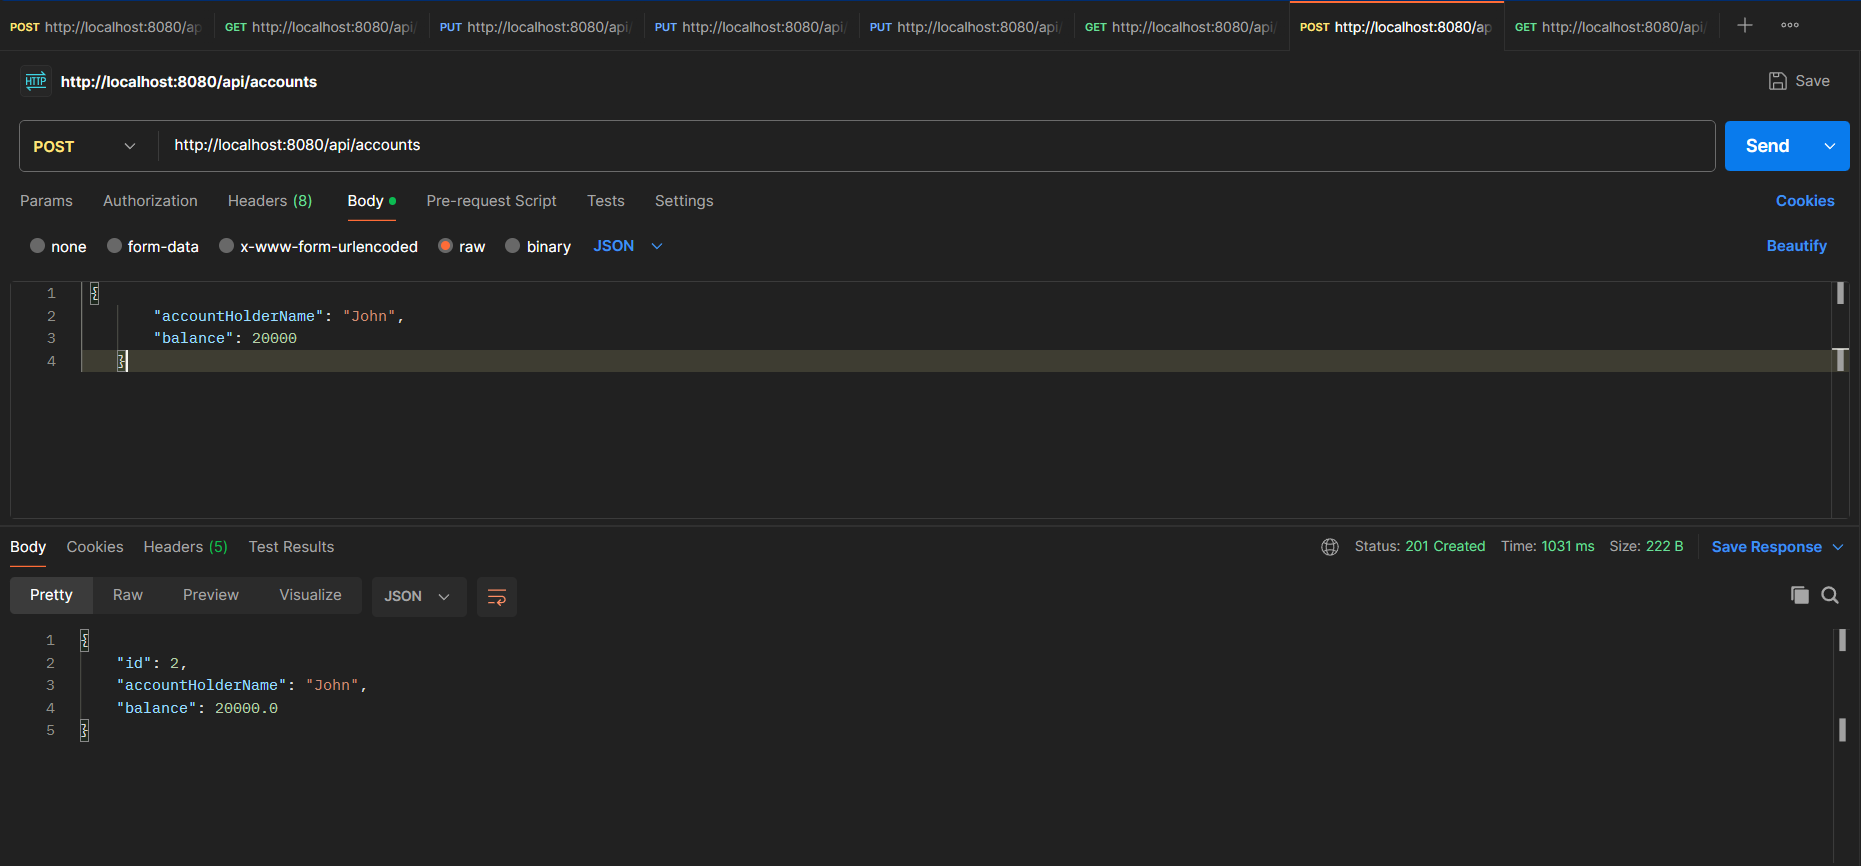 POST http://localhost:8080/ap GET http://localhost:8080/api/ PUT http://localhost:8080/api/ PUT http://localhost:8080/api/ PUT http://localhost:8080/api/ GET http://localhost:8080/api/ POST http://localhost:8080/ap GET http://localhost:8080/api/
HTTP http://localhost:8080/api/accounts Save
POST http://localhost:8080/api/accounts Send
Params Authorization Headers (8) Body Pre-request Script Tests Settings Cookies
none form-data x-www-form-urlencoded raw binary JSON Beautify
1 {
2 "accountHolderName": "John",
3 "balance": 20000
4 }
Body Cookies Headers (5) Test Results Status: 201 Created Time: 1031 ms Size: 222 B Save Response
Pretty Raw Preview Visualize JSON
1 {
2 "id": 2,
3 "accountHolderName": "John",
4 "balance": 20000.0
5 }